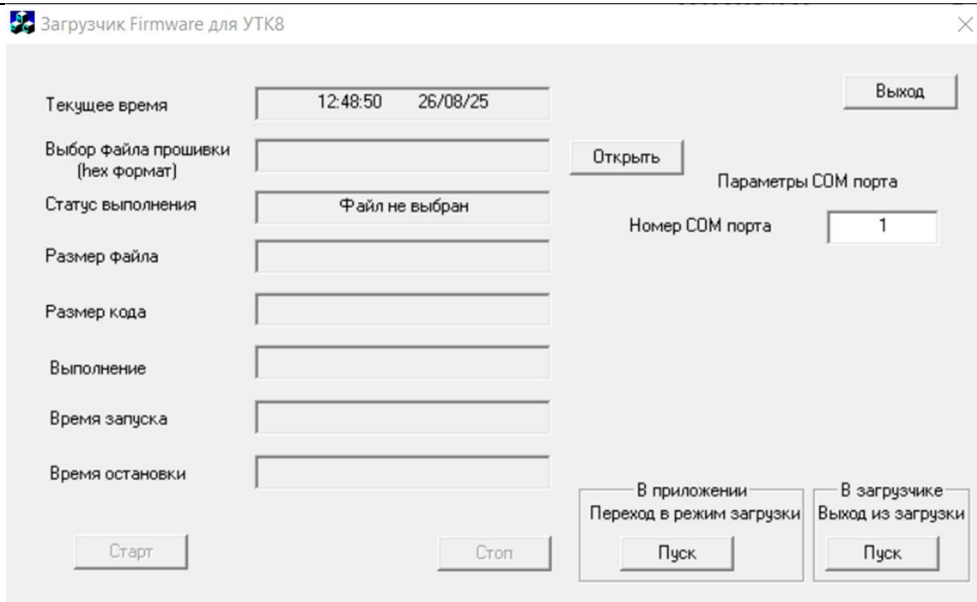 Загрузчик Firmware для УТК8
Выход
Текущее время
12:48:50 26/08/25
Выбор файла прошивки
(hex формат)
Открыть
Параметры COM порта
Статус выполнения
Файл не выбран
Номер COM порта
1
Размер файла
Размер кода
Выполнение
Время запуска
Время остановки
В приложении
Переход в режим загрузки
Пуск
В загрузчике
Выход из загрузки
Пуск
Старт
Стоп